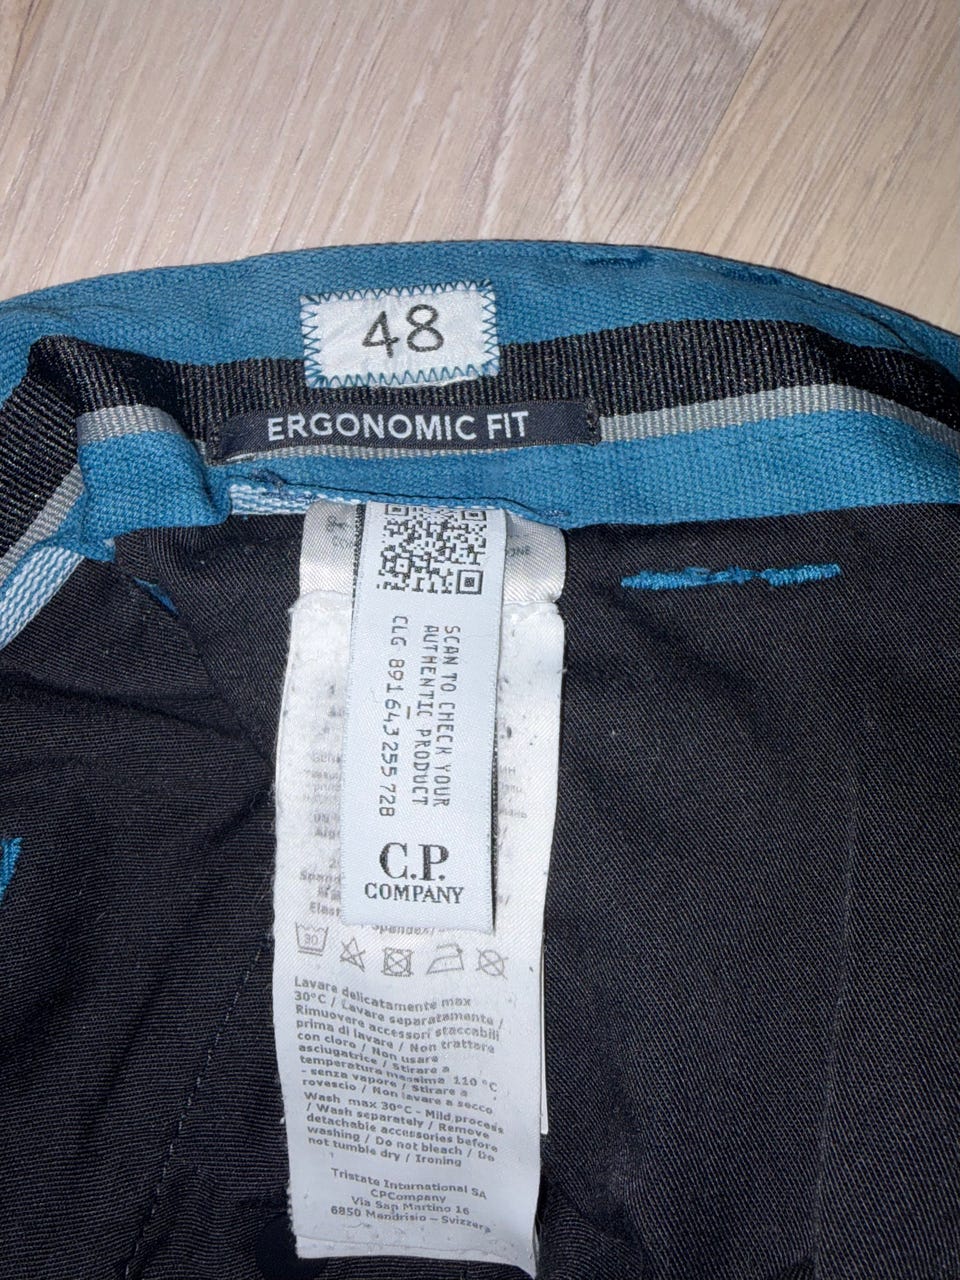 48
ERGONOMIC FIT
SCAN TO CHECK YOUR
AUTHENTIC PRODUCT
CLG 891 643 255 728
C.P.
COMPANY
30
Lavare delicatamente max
30°C / Lavare separatamente /
Rimuovere accessori staccabili
prima di lavare / Non trattare
con cloro / Non usare
asciugatrice / Stirare a
temperatura massima 110 °C
- senza vapore / Stirare a
rovescio / Non lavare a secco
Wash max 30°C - Mild process
/ Wash separately / Remove
detachable accessories before
washing / Do not bleach / Do
not tumble dry / Ironing
Tristate International SA
CPCompany
Via San Martino 16
6850 Mendrisio - Svizzera